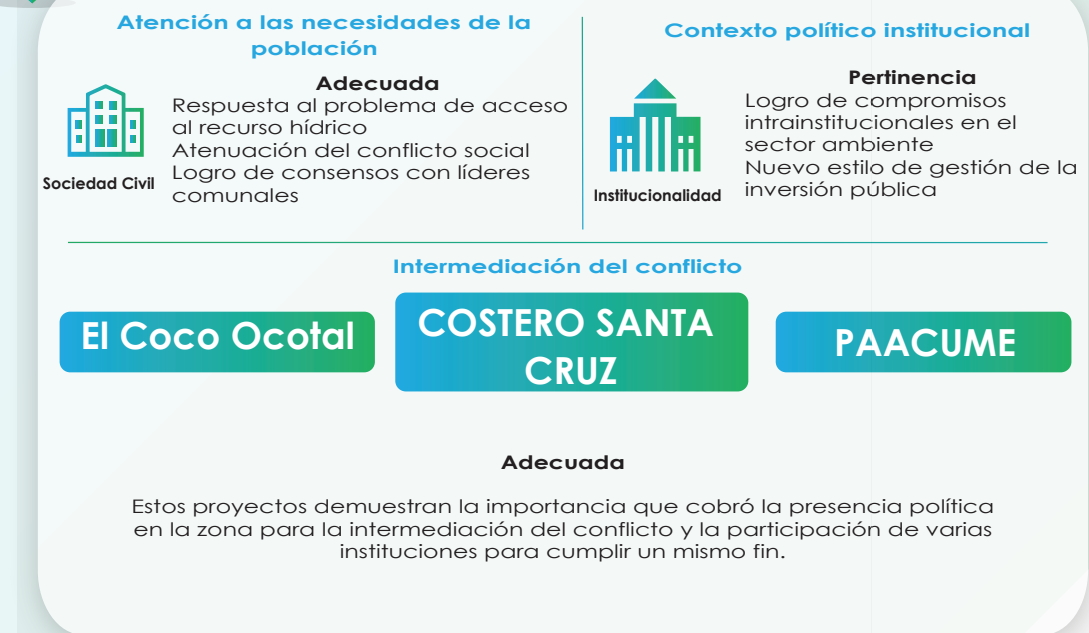 Atención a las necesidades de la
población
Adecuada
Respuesta al problema de acceso
al recurso hídrico
Atenuación del conflicto social
Logro de consensos con líderes
comunales
Sociedad Civil
Contexto político institucional
Pertinencia
Logro de compromisos
intrainstitucionales en el
sector ambiente
Nuevo estilo de gestión de la
inversión pública
Institucionalidad
Intermediación del conflicto
El Coco Ocotal
COSTERO SANTA
CRUZ
PAACUME
Adecuada
Estos proyectos demuestran la importancia que cobró la presencia política
en la zona para la intermediación del conflicto y la participación de varias
instituciones para cumplir un mismo fin.